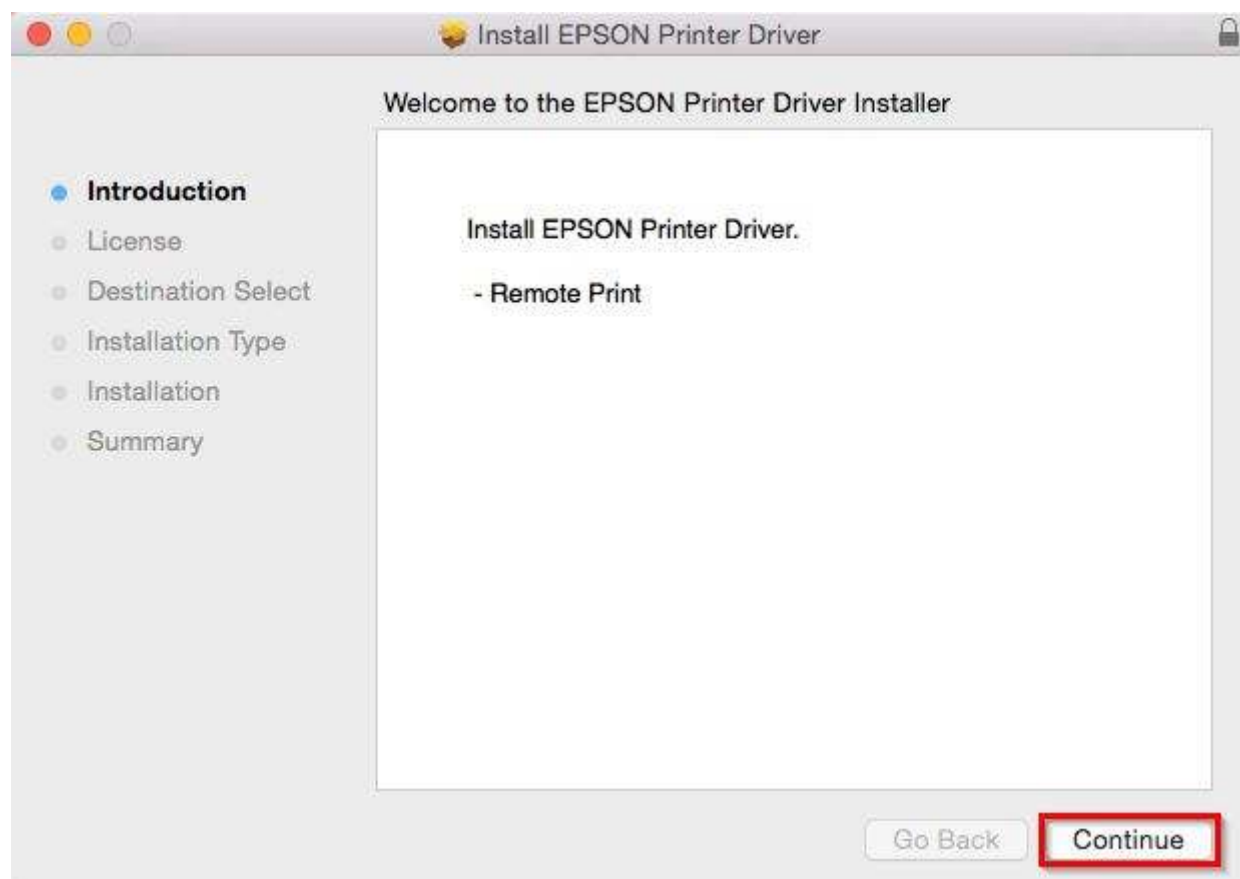 Install EPSON Printer Driver
Welcome to the EPSON Printer Driver Installer
Introduction
License
Destination Select
Installation Type
Installation
Summary
Install EPSON Printer Driver.
- Remote Print
Go Back
Continue